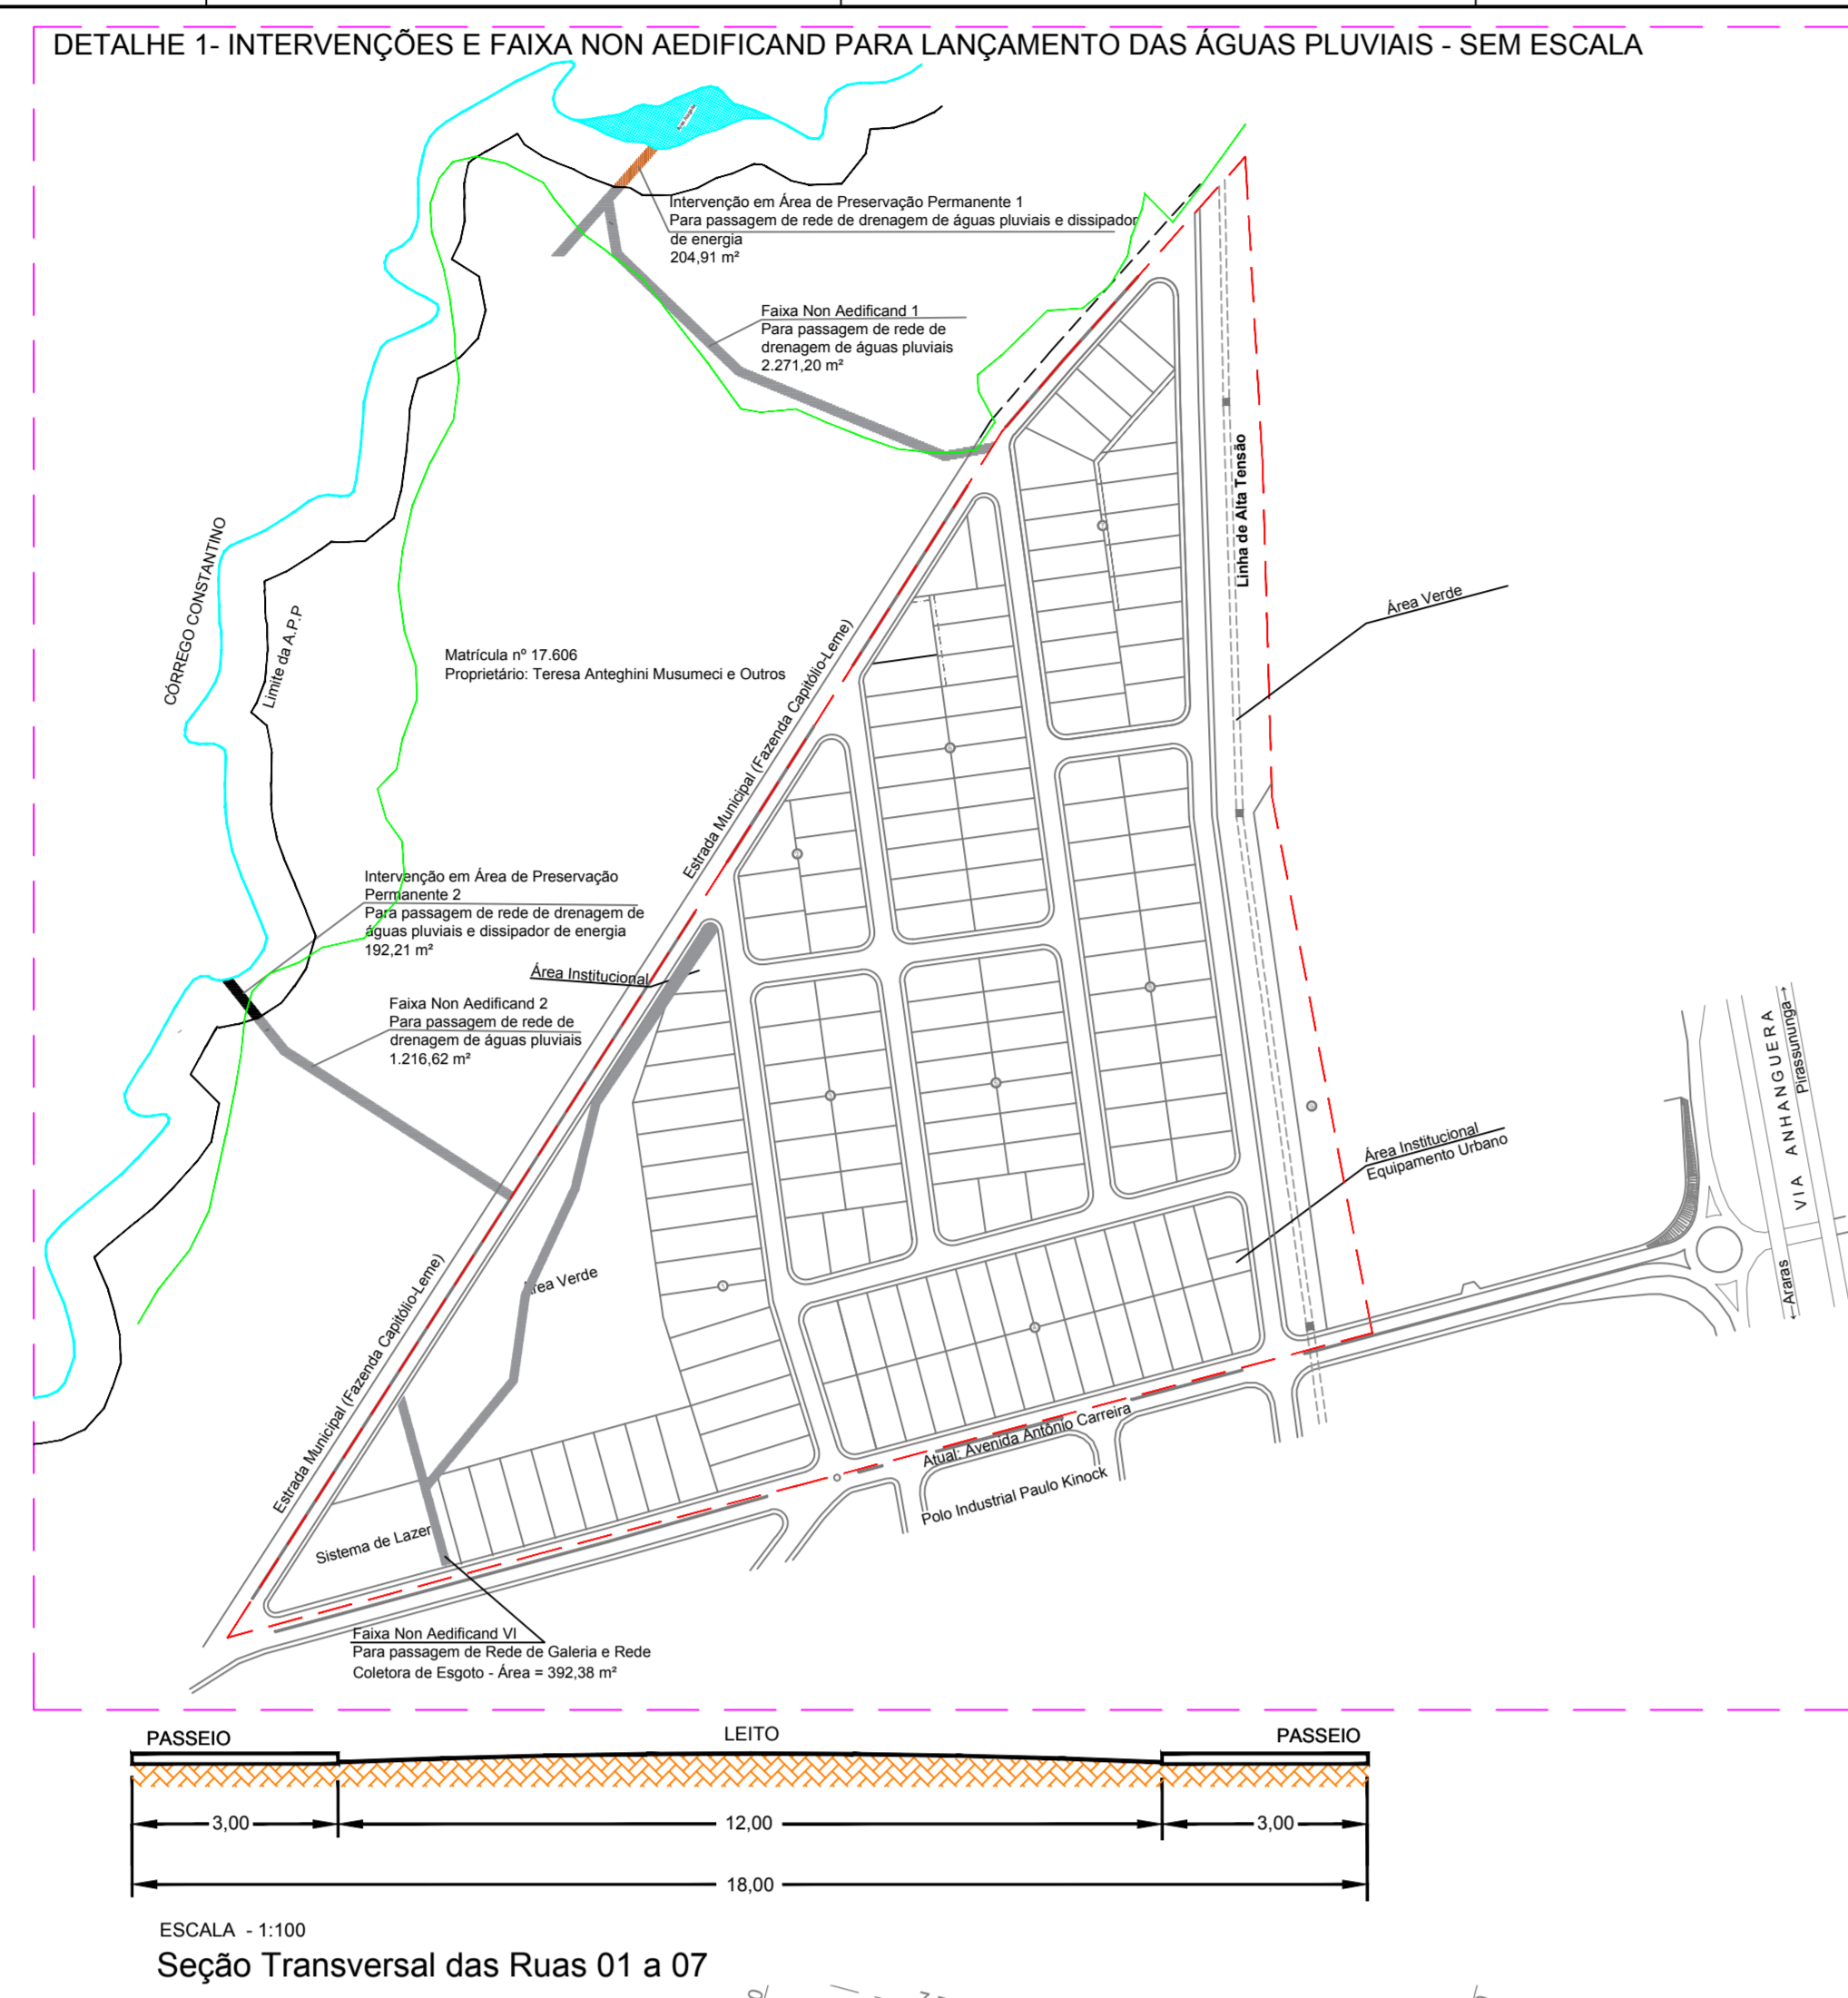 DETALHE 1- INTERVENÇÕES E FAIXA NON AEDIFICAND PARA LANÇAMENTO DAS ÁGUAS PLUVIAIS - SEM ESCALA
Intervenção em Área de Preservação Permanente 1
Para passagem de rede de drenagem de águas pluviais e dissipador
de energia
204,91 m²
Faixa Non Aedificand 1
Para passagem de rede de
drenagem de águas pluviais
2.271,20 m²
Linha de Alta Tensão
CÓRREGO CONSTANTINO
Limite da A.P.P
Matrícula nº 17.606
Proprietário: Teresa Anteghini Musumeci e Outros
Estrada Municipal (Fazenda Capitólio-Leme)
Área Verde
Intervenção em Área de Preservação
Permanente 2
Para passagem de rede de drenagem de
águas pluviais e dissipador de energia
192,21 m²
Área Institucional
Faixa Non Aedificand 2
Para passagem de rede de
drenagem de águas pluviais
1.216,62 m²
VIA ANHANGUERA
Pirassununga
Araras
Área Institucional
Equipamento Urbano
Área Verde
Estrada Municipal (Fazenda Capitólio-Leme)
Atual: Avenida Antônio Carreira
Polo Industrial Paulo Kinock
Sistema de Lazer
Faixa Non Aedificand VI
Para passagem de Rede de Galeria e Rede
Coletora de Esgoto - Área = 392,38 m²
PASSEIO
LEITO
PASSEIO
3,00
12,00
3,00
18,00
ESCALA - 1:100
Seção Transversal das Ruas 01 a 07